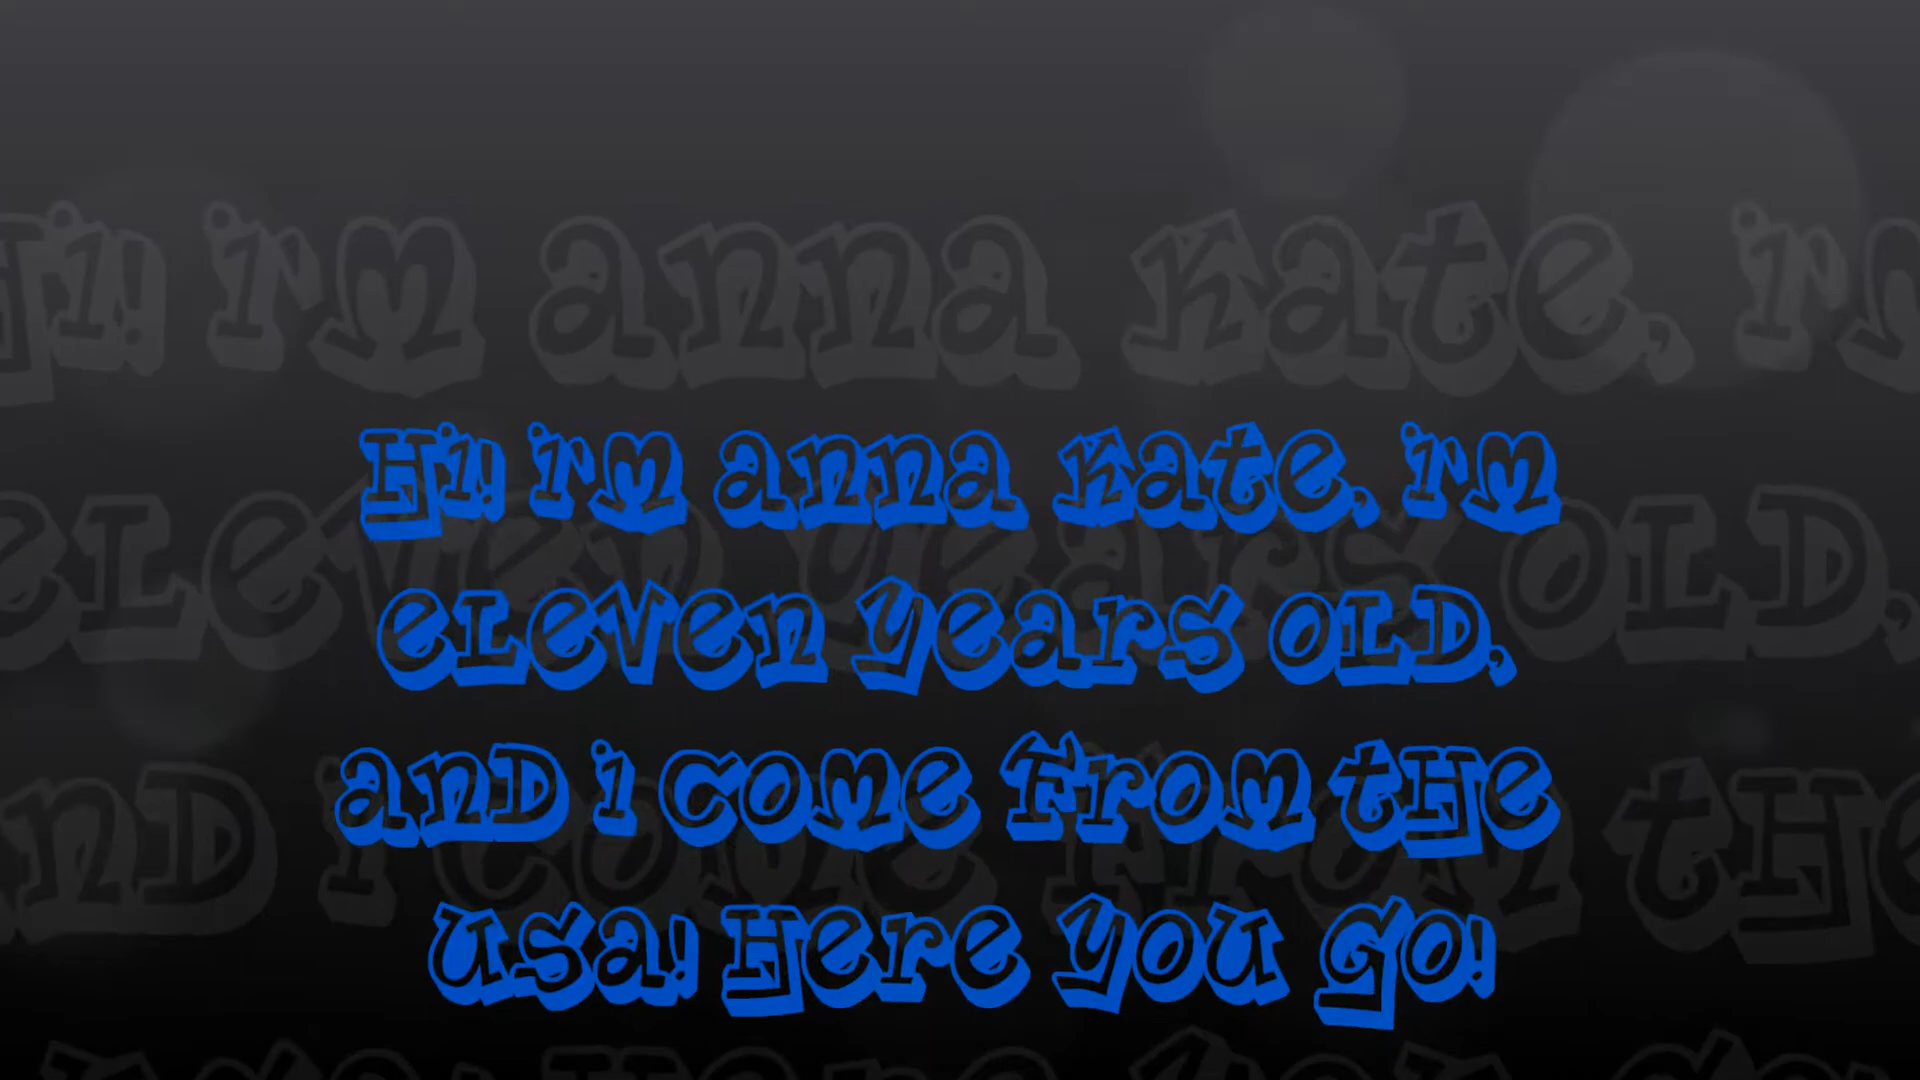 Hi! i'm anna kate, i'm
eleven years old,
and i come from the
usa! Here you go!